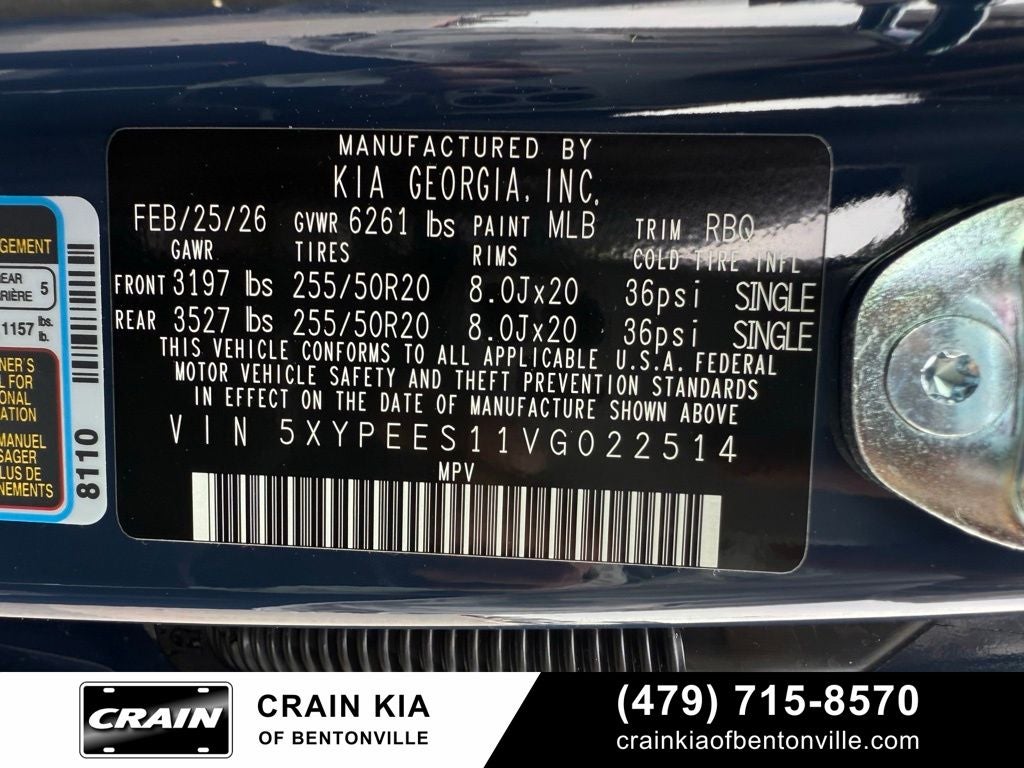 MANUFACTURED BY
KIA GEORGIA, INC.
FEB/25/26 GVWR 6261 lbs PAINT MLB TRIM RBQ
GAWR TIRES RIMS COLD TIRE INFL
FRONT 3197 lbs 255/50R20 8.0Jx20 36psi SINGLE
REAR 3527 lbs 255/50R20 8.0Jx20 36psi SINGLE
THIS VEHICLE CONFORMS TO ALL APPLICABLE U.S.A. FEDERAL
MOTOR VEHICLE SAFETY AND THEFT PREVENTION STANDARDS
IN EFFECT ON THE DATE OF MANUFACTURE SHOWN ABOVE
VIN 5XYPEES11VG022514
MPV
GEMENT
REAR 5
RIÈRE
1157 lbs.
lb.
NER'S
L FOR
ONAL
ATION
MANUEL
SAGER
LUS DE
NEMENTS
8110
CRAIN
CRAIN KIA
OF BENTONVILLE
(479) 715-8570
crainkiaofbentonville.com